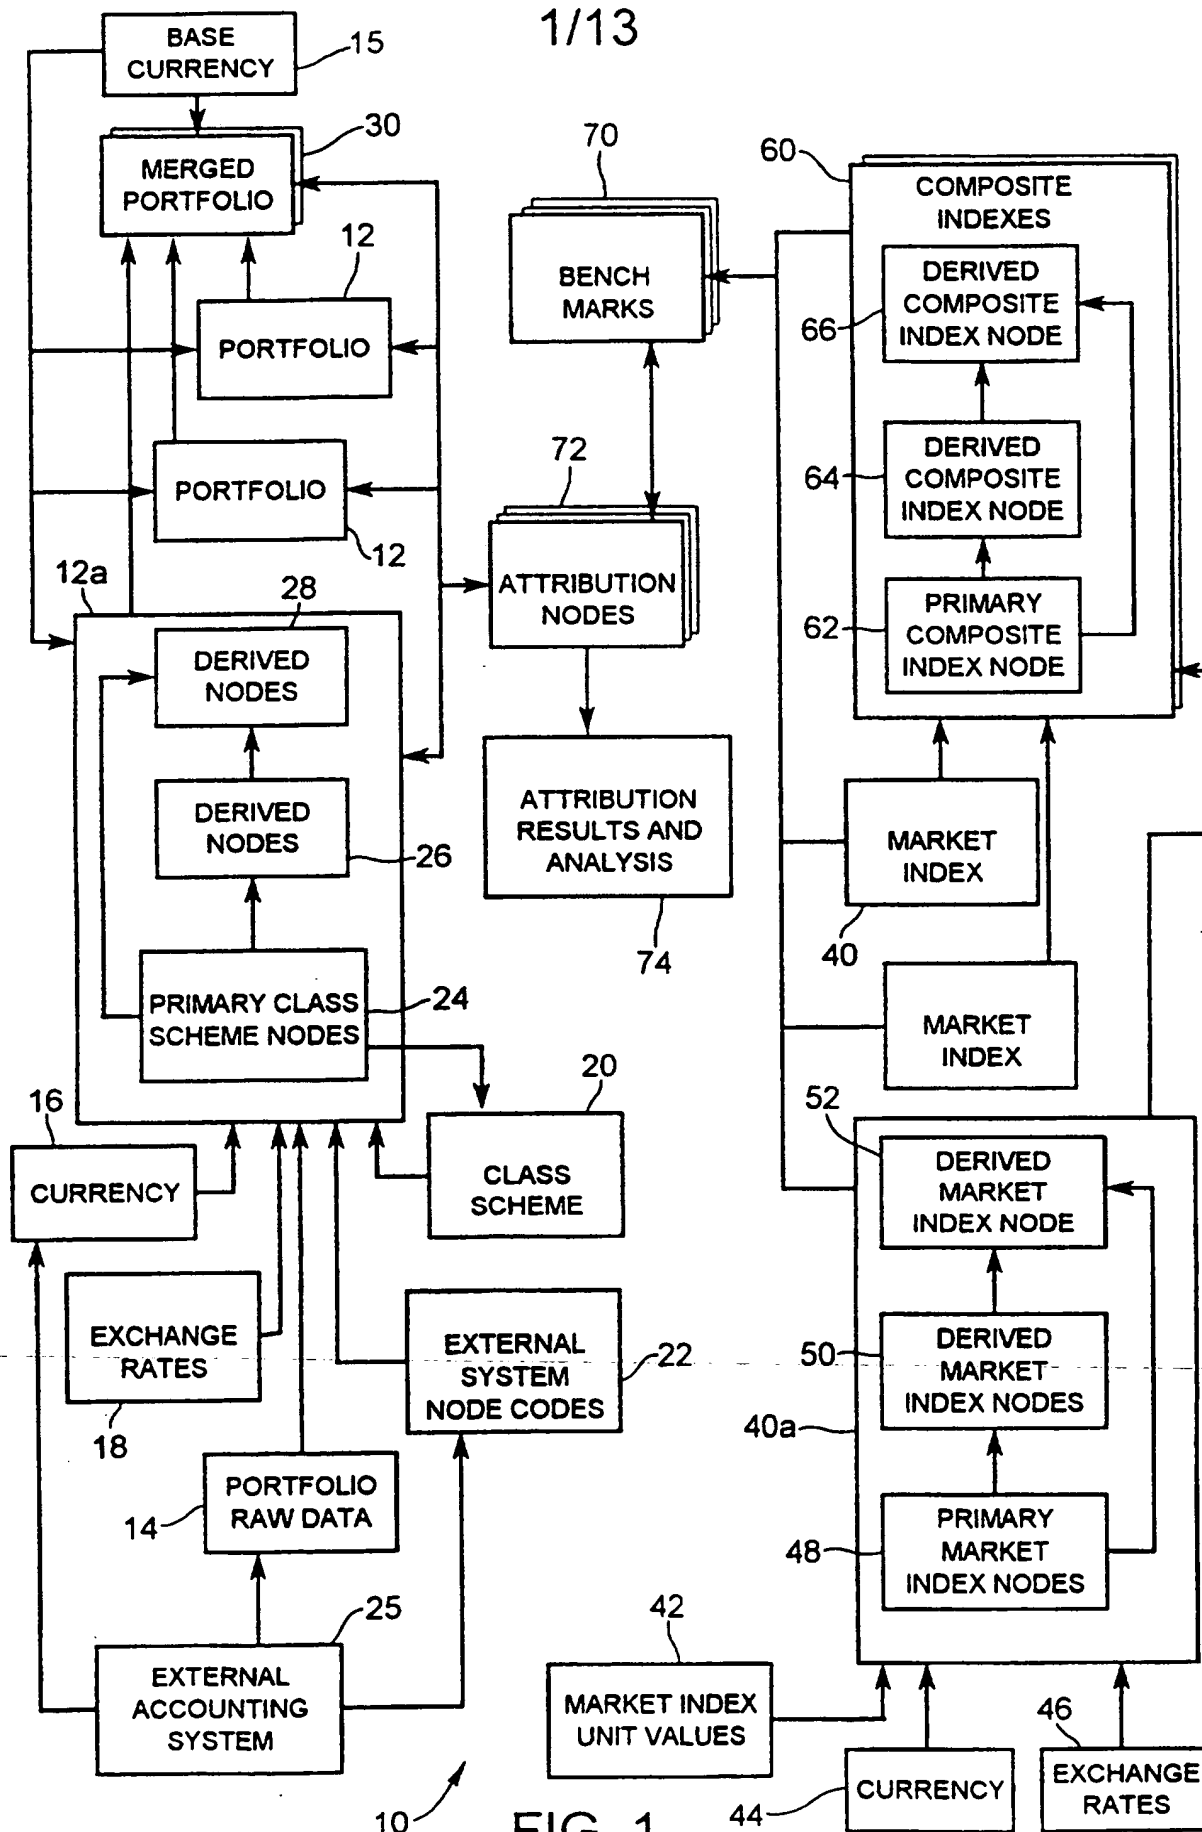 1/13
BASE
CURRENCY
15
30
MERGED
PORTFOLIO
12
PORTFOLIO
PORTFOLIO
12
12a
28
DERIVED
NODES
DERIVED
NODES
26
PRIMARY CLASS
SCHEME NODES
24
20
CLASS
SCHEME
16
CURRENCY
EXCHANGE
RATES
18
EXTERNAL
SYSTEM
NODE CODES
22
PORTFOLIO
RAW DATA
14
25
EXTERNAL
ACCOUNTING
SYSTEM
70
BENCH
MARKS
72
ATTRIBUTION
NODES
ATTRIBUTION
RESULTS AND
ANALYSIS
74
60
COMPOSITE
INDEXES
DERIVED
COMPOSITE
INDEX NODE
66
DERIVED
COMPOSITE
INDEX NODE
64
PRIMARY
COMPOSITE
INDEX NODE
62
MARKET
INDEX
40
MARKET
INDEX
52
DERIVED
MARKET
INDEX NODE
DERIVED
MARKET
INDEX NODES
50
40a
PRIMARY
MARKET
INDEX NODES
48
42
MARKET INDEX
UNIT VALUES
44
CURRENCY
46
EXCHANGE
RATES
10
FIG. 1